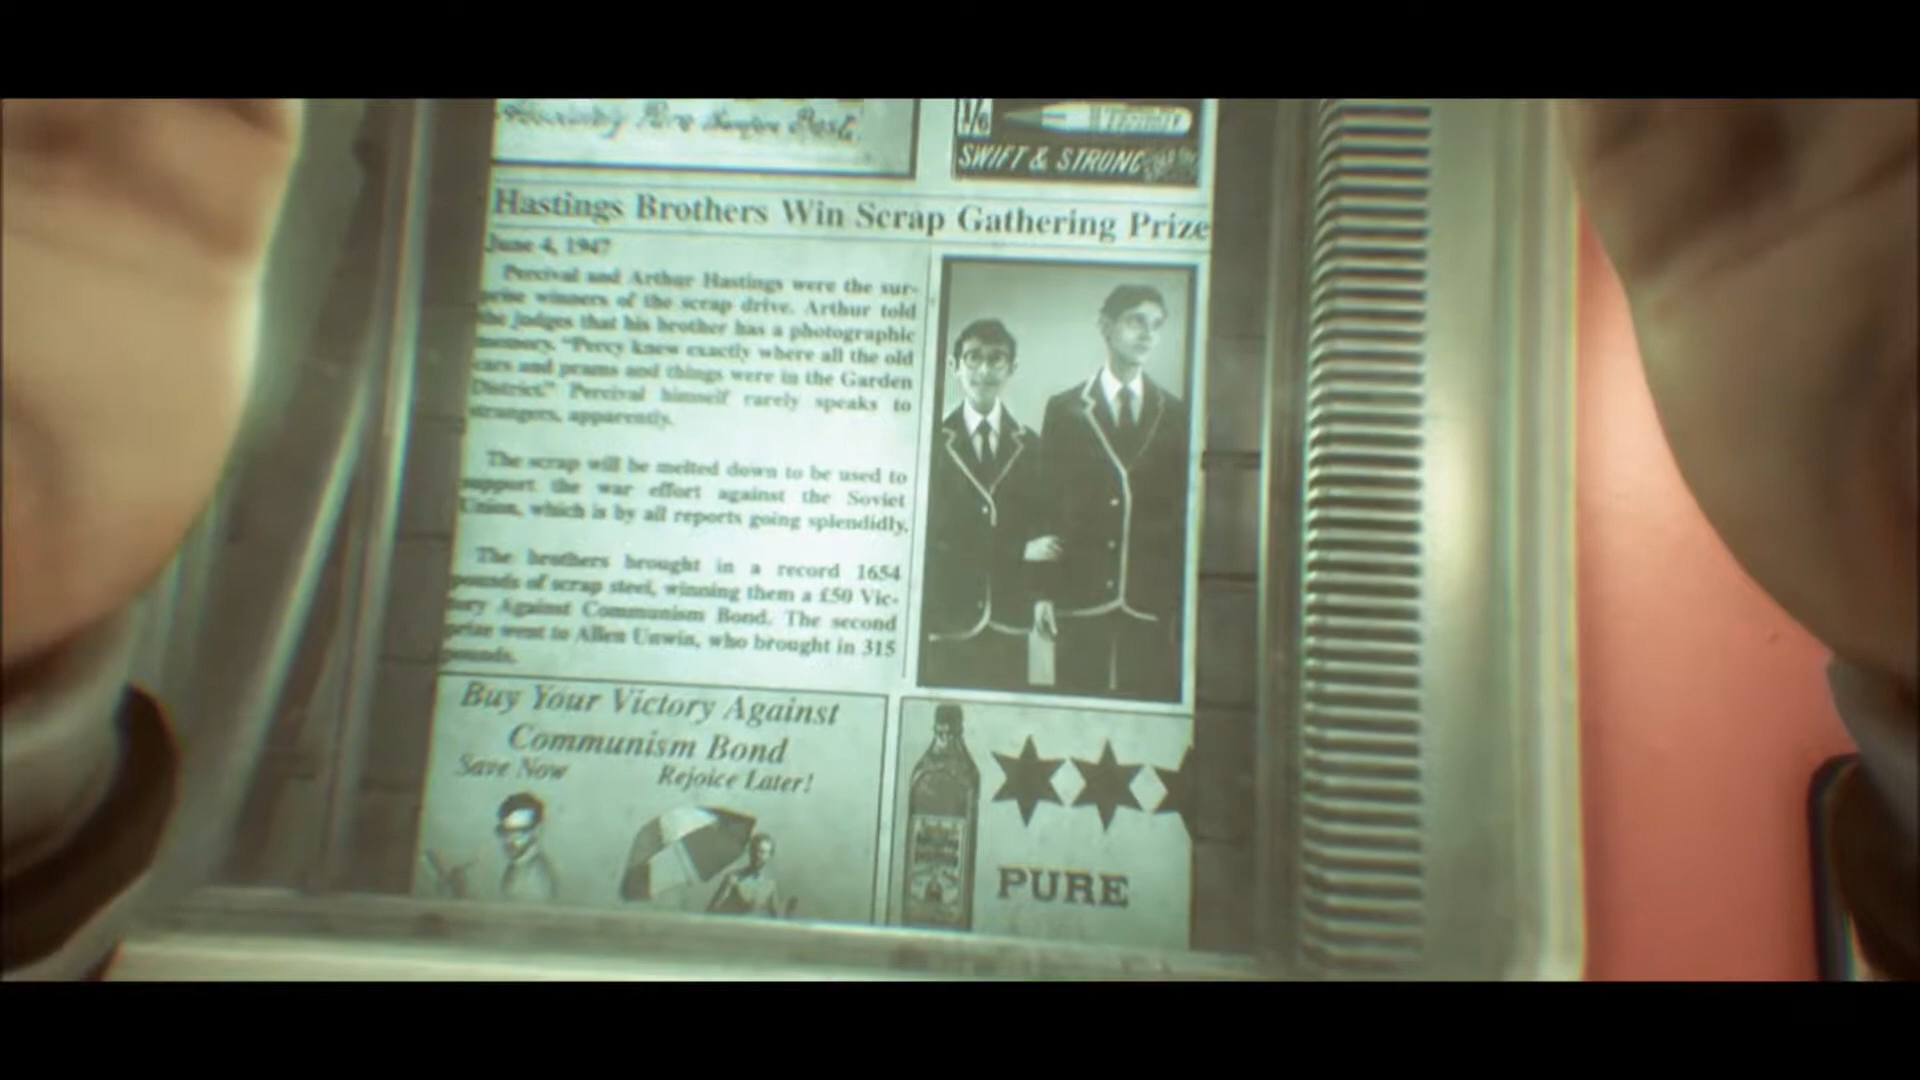 1/6
SWIFT & STRONG
Hastings Brothers Win Scrap Gathering Prize
June 4, 1947
Percival and Arthur Hastings were the sur-
prise winners of the scrap drive. Arthur told
the judges that his brother has a photographic
memory. "Percy knew exactly where all the old
cars and prams and things were in the Garden
District." Percival himself rarely speaks to
strangers, apparently.
The scrap will be melted down to be used to
support the war effort against the Soviet
Union, which is by all reports going splendidly.
The brothers brought in a record 1654
pounds of scrap steel, winning them a £50 Vic-
tory Against Communism Bond. The second
prize went to Allen Unwin, who brought in 315
pounds.
Buy Your Victory Against
Communism Bond
Save Now Rejoice Later!
PURE